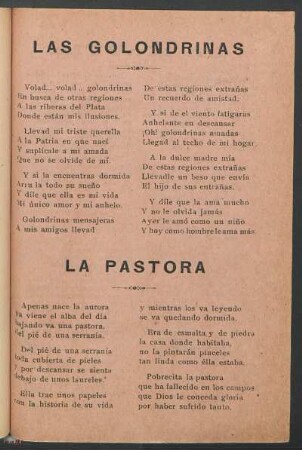 LAS GOLONDRINAS
Volad... volad... golondrinas
En busca de otras regiones
A las riberas del Plata
Donde están mis ilusiones.
Llevad mi triste querella
A la Patria en que nací
Y suplícale a mi amada
Que no se olvide de mí.
Y si la encuentras dormida
Arru la todo su sueño
Y dile que ella es mi vida
Mi único amor y mi anhelo.
Golondrinas mensajeras
A mis amigos llevad
De estas regiones extrañas
Un recuerdo de amistad.
Y si de el viento fatigaras
Anhelante en descansar
¡Oh! golondrinas amadas
Llegad al techo de mi hogar.
A la dulce madre mia
De estas regiones extrañas
Llevadle un beso que envía
El hijo de sus entrañas.
Y dile que la ama mucho
Y no le olvida jamás
Ayer le amó como un niño
Y hoy como hombre le ama más
LA PASTORA
Apenas nace la aurora
Ya viene el alba del día
bajando va una pastora
del pié de una serranía.
Del pié de una serranía
toda cubierta de pieles
y por descansar se sienta
debajo de unos laureles
Ella trae unos papeles
con la historia de su vida
y mientras los va leyendo
se va quedando dormida.
Era de esmalta y de piedra
la casa donde habitaba,
no la pintarán pinceles
tan linda como ella estaba.
Pobrecita la pastora
que ha fallecido en los campos
que Dios le conceda gloria
por haber sufrido tanto.